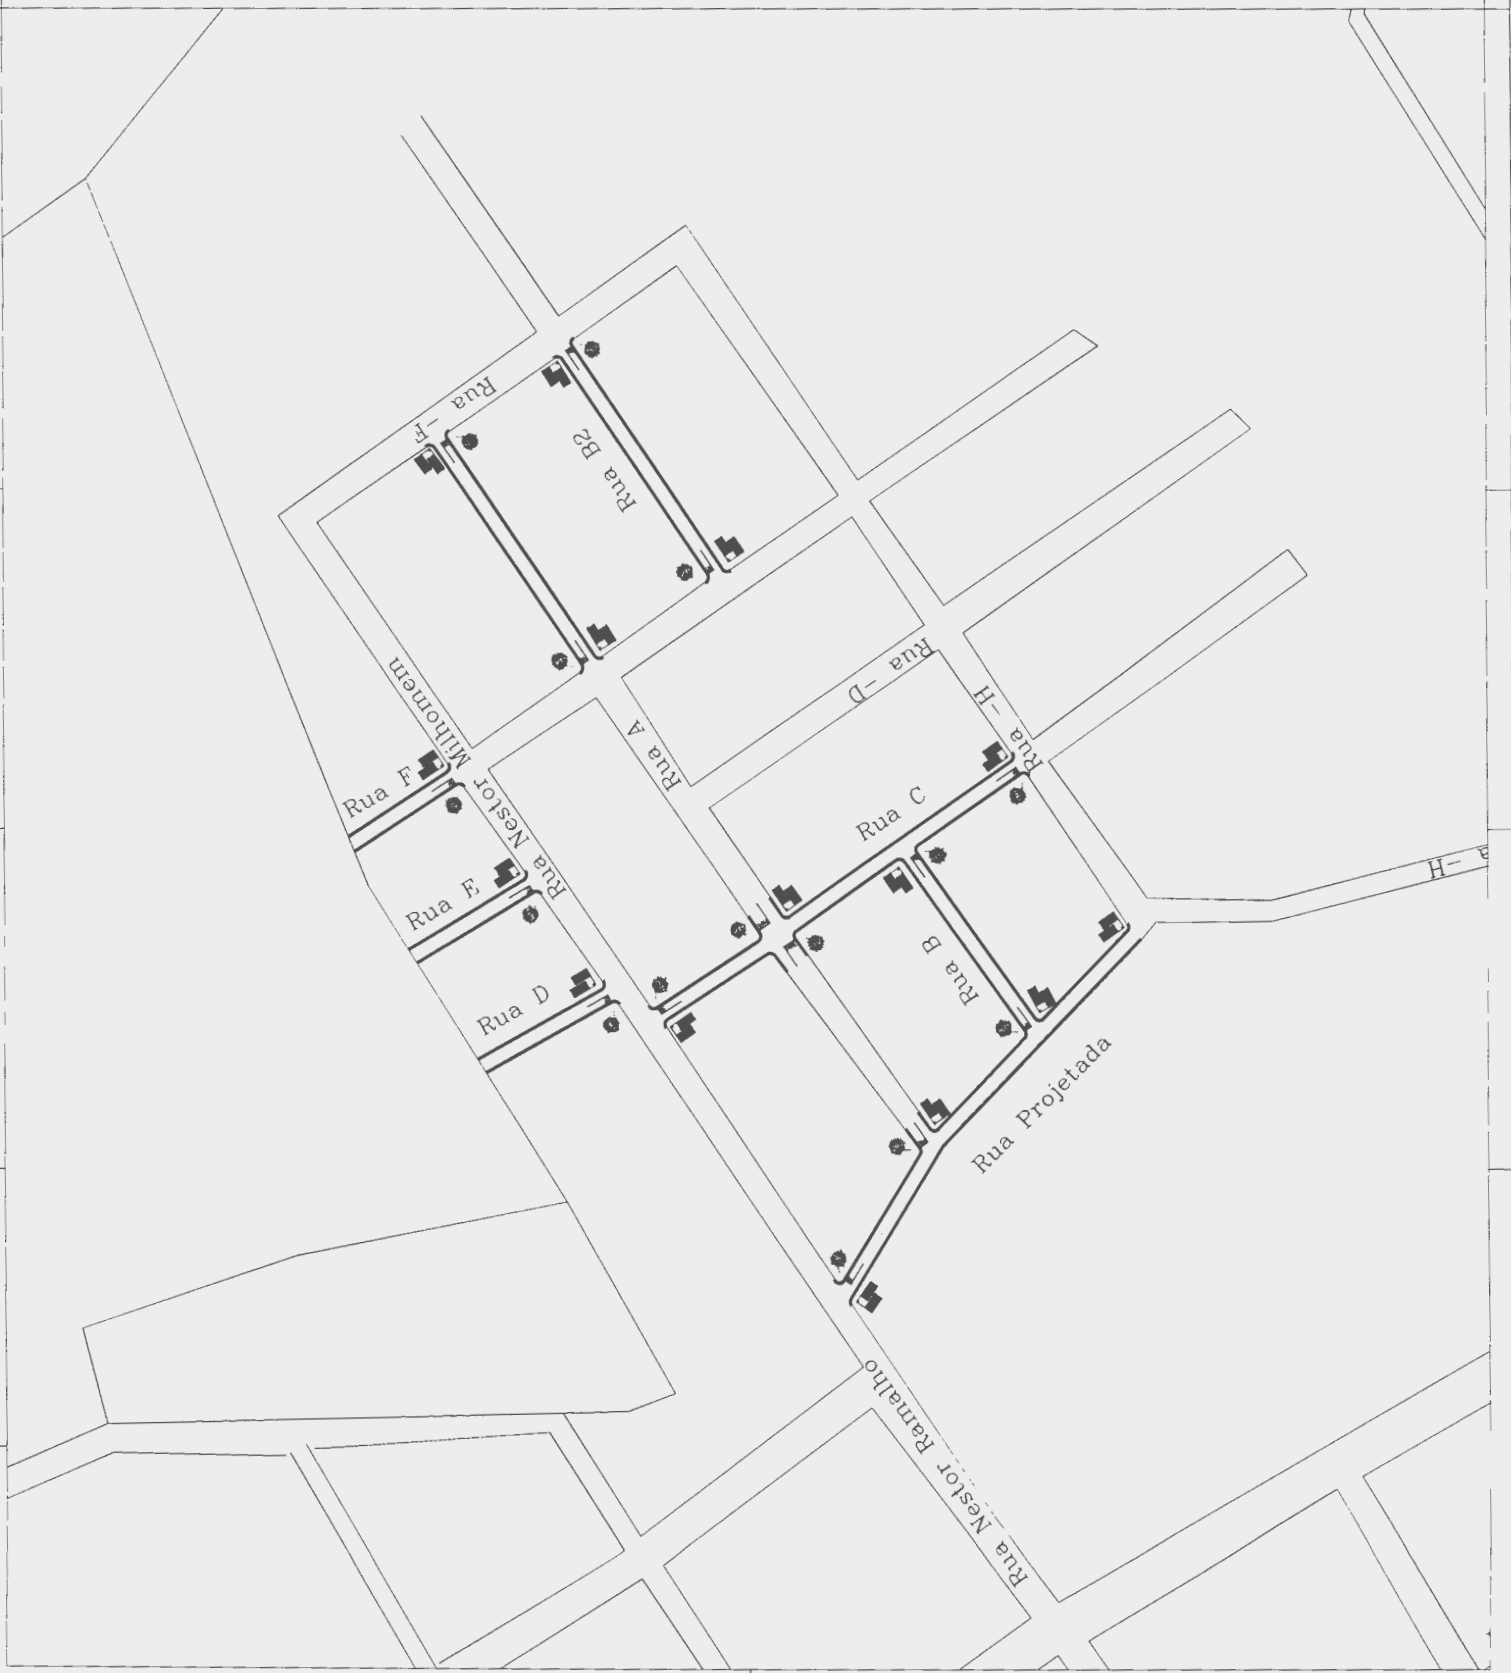 Rua -F
Rua B2
Rua Nestor Milhomem
Rua -D
Rua A
Rua -H
Rua F
Rua C
Rua E
-H
Rua B
Rua D
Rua Projetada
Rua Nestor Ramalho